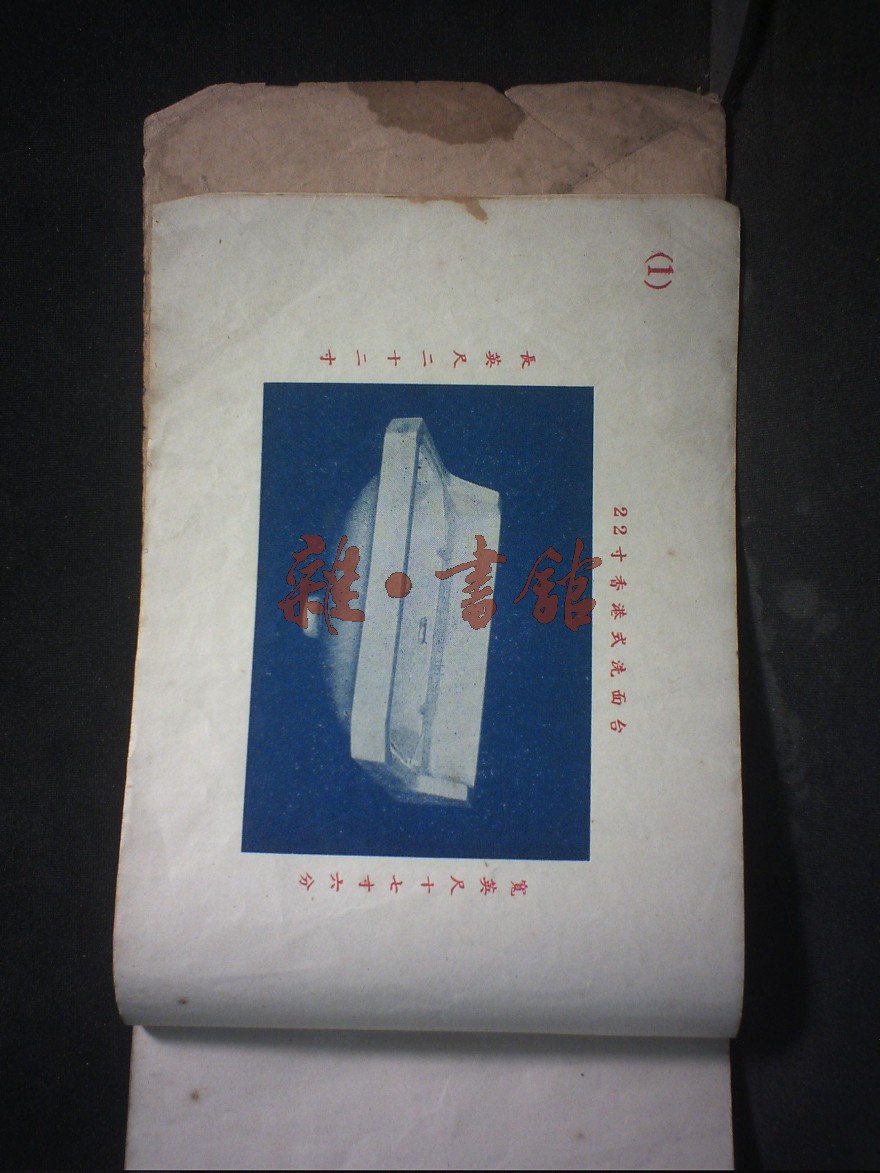 (1)
22寸香港式洗面台
長英尺二十二寸
寬英尺十七寸六分
雜·書館